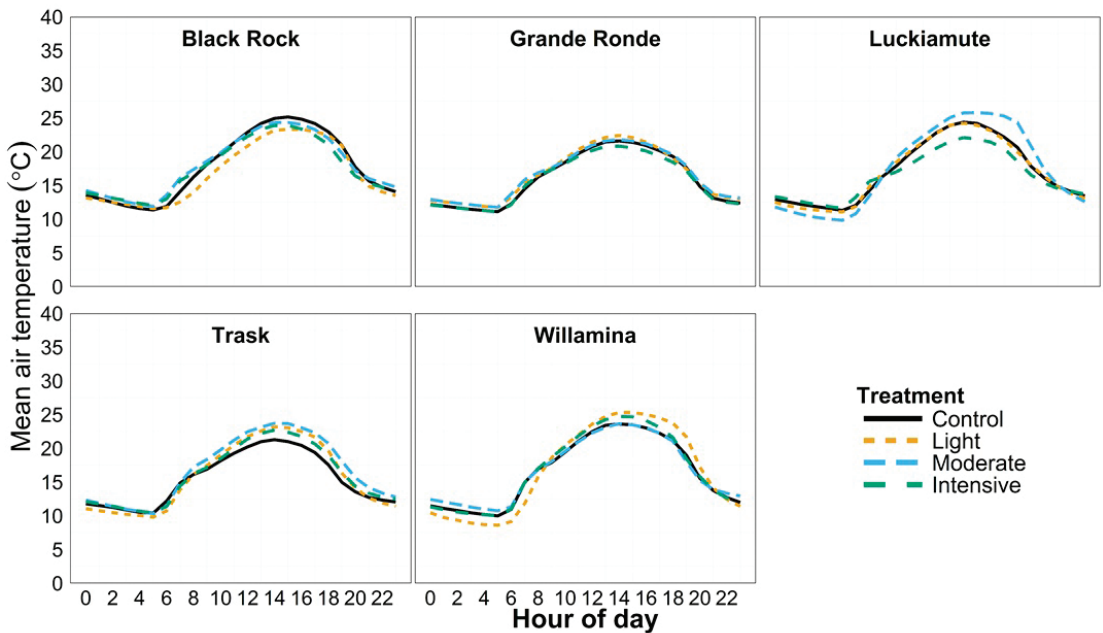 Mean air temperature (°C)
40
35
30
25
20
15
10
5
0
Black Rock
Grande Ronde
Luckiamute
40
35
30
25
20
15
10
5
0
Trask
Willamina
0 2 4 6 8 10 12 14 16 18 20 22
0 2 4 6 8 10 12 14 16 18 20 22
Hour of day
Treatment
Control
Light
Moderate
Intensive